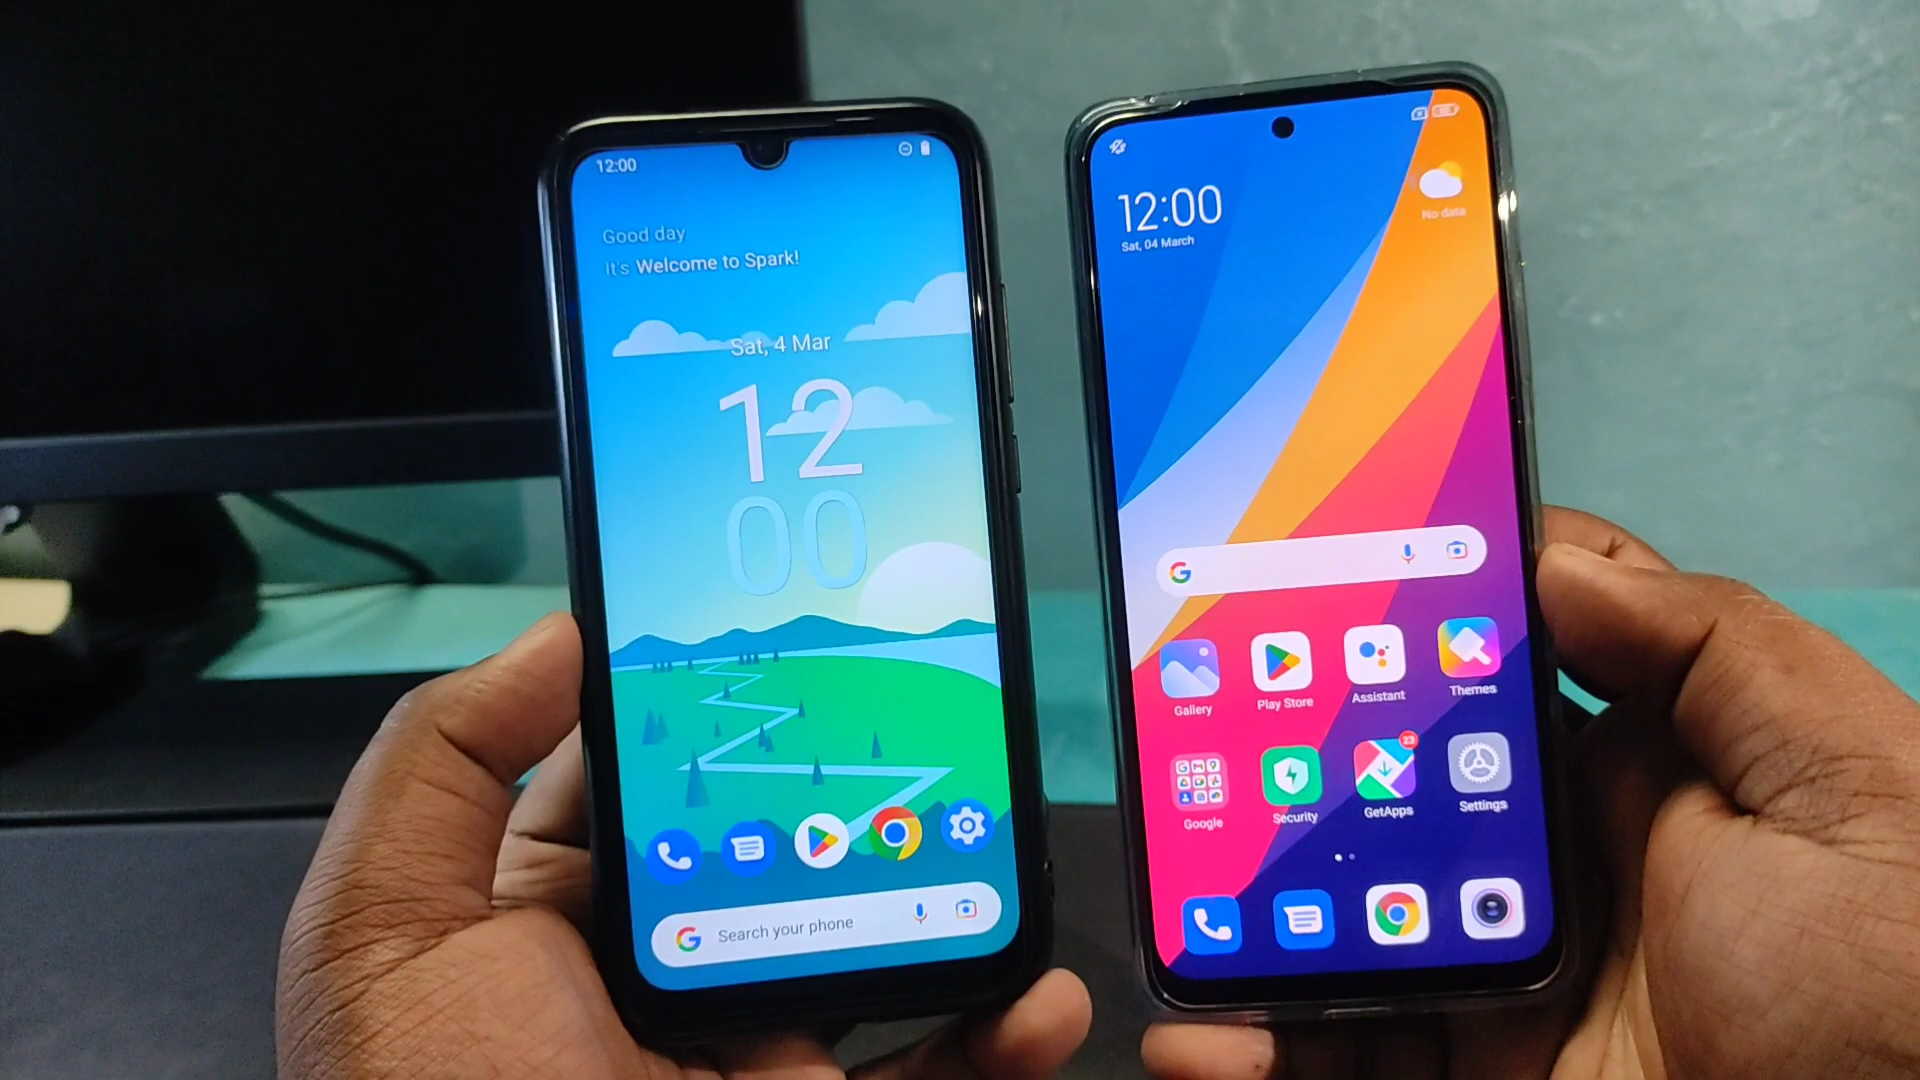 12:00
Good day.
It's Welcome to Spark!
Sat, 4 Mar
12
00
Search your phone
12:00
Sat, 04 March
No data
Gallery
Play Store
Assistant
Themes
23
Google
Security
GetApps
Settings